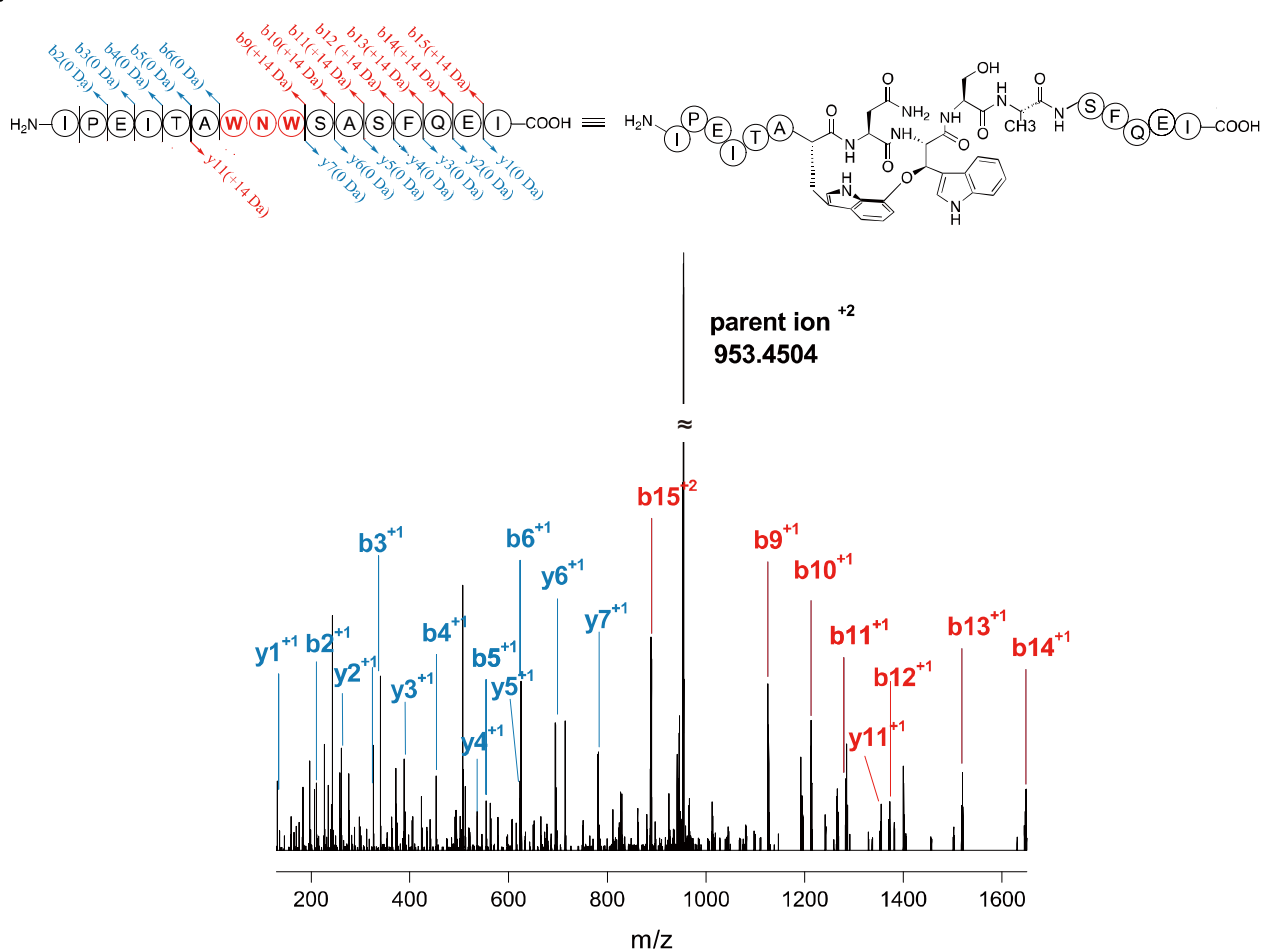 b2(0 Da)
b3(0 Da)
b4(0 Da)
b5(0 Da)
b6(0 Da)
b9(+14 Da)
b10(+14 Da)
b11(+14 Da)
b12 (+14 Da)
b13(+14 Da)
b14(+14 Da)
b15(+14 Da)
H₂N I P E I T A W N W S A S F Q E I COOH
y11(+14 Da)
y7(0 Da)
y6(0 Da)
y5(0 Da)
y4(0 Da)
y3(0 Da)
y2(0 Da)
y1(0 Da)
H₂N I P E I T A
O
N
H
O
NH₂
O
NH
OH
NH
O
H
N
O
CH3
O
N
H
S F Q E I COOH
O
H
N
N
H
parent ion +2
953.4504
≈
b15+2
b9+1
b3+1
b6+1
b10+1
y6+1
y7+1
b4+1
b11+1
b13+1
y1+1
b2+1
b14+1
b5+1
y2+1
b12+1
y3+1
y5+1
y4+1
y11+1
200 400 600 800 1000 1200 1400 1600
m/z